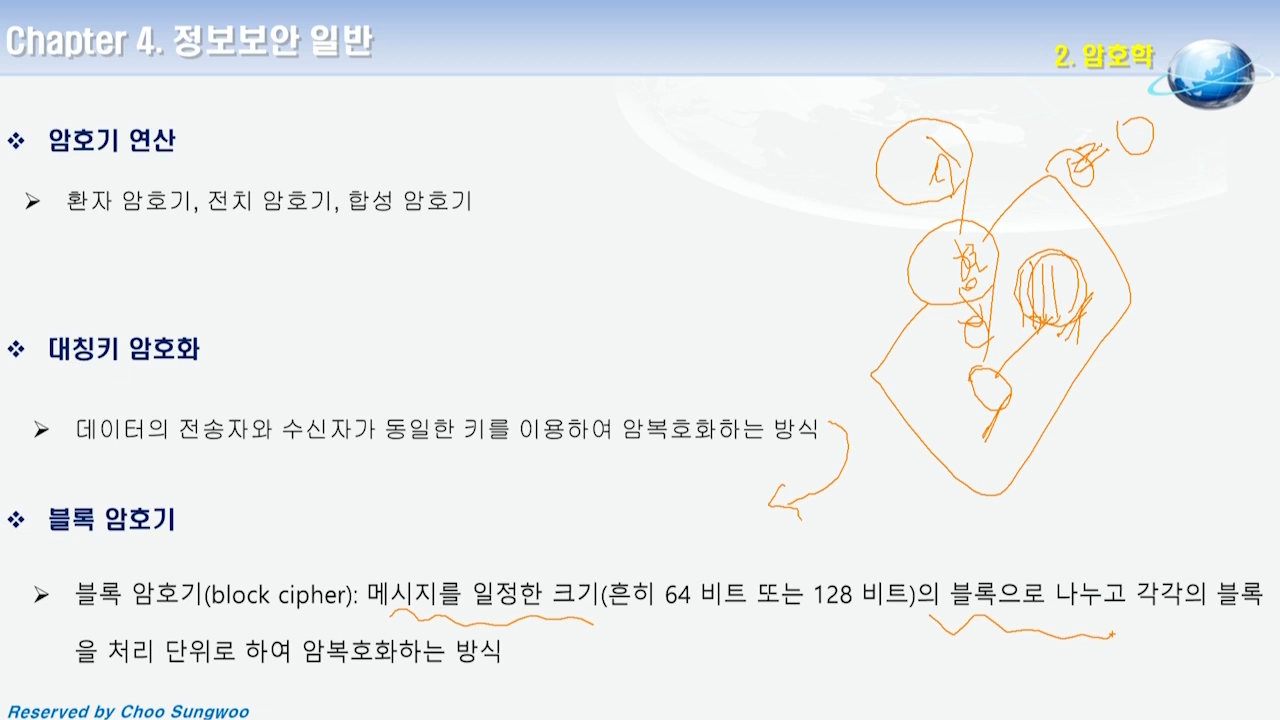 Chapter 4. 정보보안 일반
2. 암호학
❖ 암호기 연산
➢ 환자 암호기, 전치 암호기, 합성 암호기
❖ 대칭키 암호화
➢ 데이터의 전송자와 수신자가 동일한 키를 이용하여 암복호화하는 방식
❖ 블록 암호기
➢ 블록 암호기(block cipher): 메시지를 일정한 크기(흔히 64 비트 또는 128 비트)의 블록으로 나누고 각각의 블록
을 처리 단위로 하여 암복호화하는 방식
Reserved by Choo Sungwoo